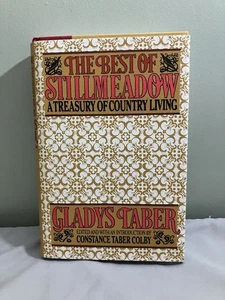 THE BEST OF
STILLMEADOW
A TREASURY OF COUNTRY LIVING
GLADYS TABER
EDITED AND WITH AN INTRODUCTION BY
CONSTANCE TABER COLBY